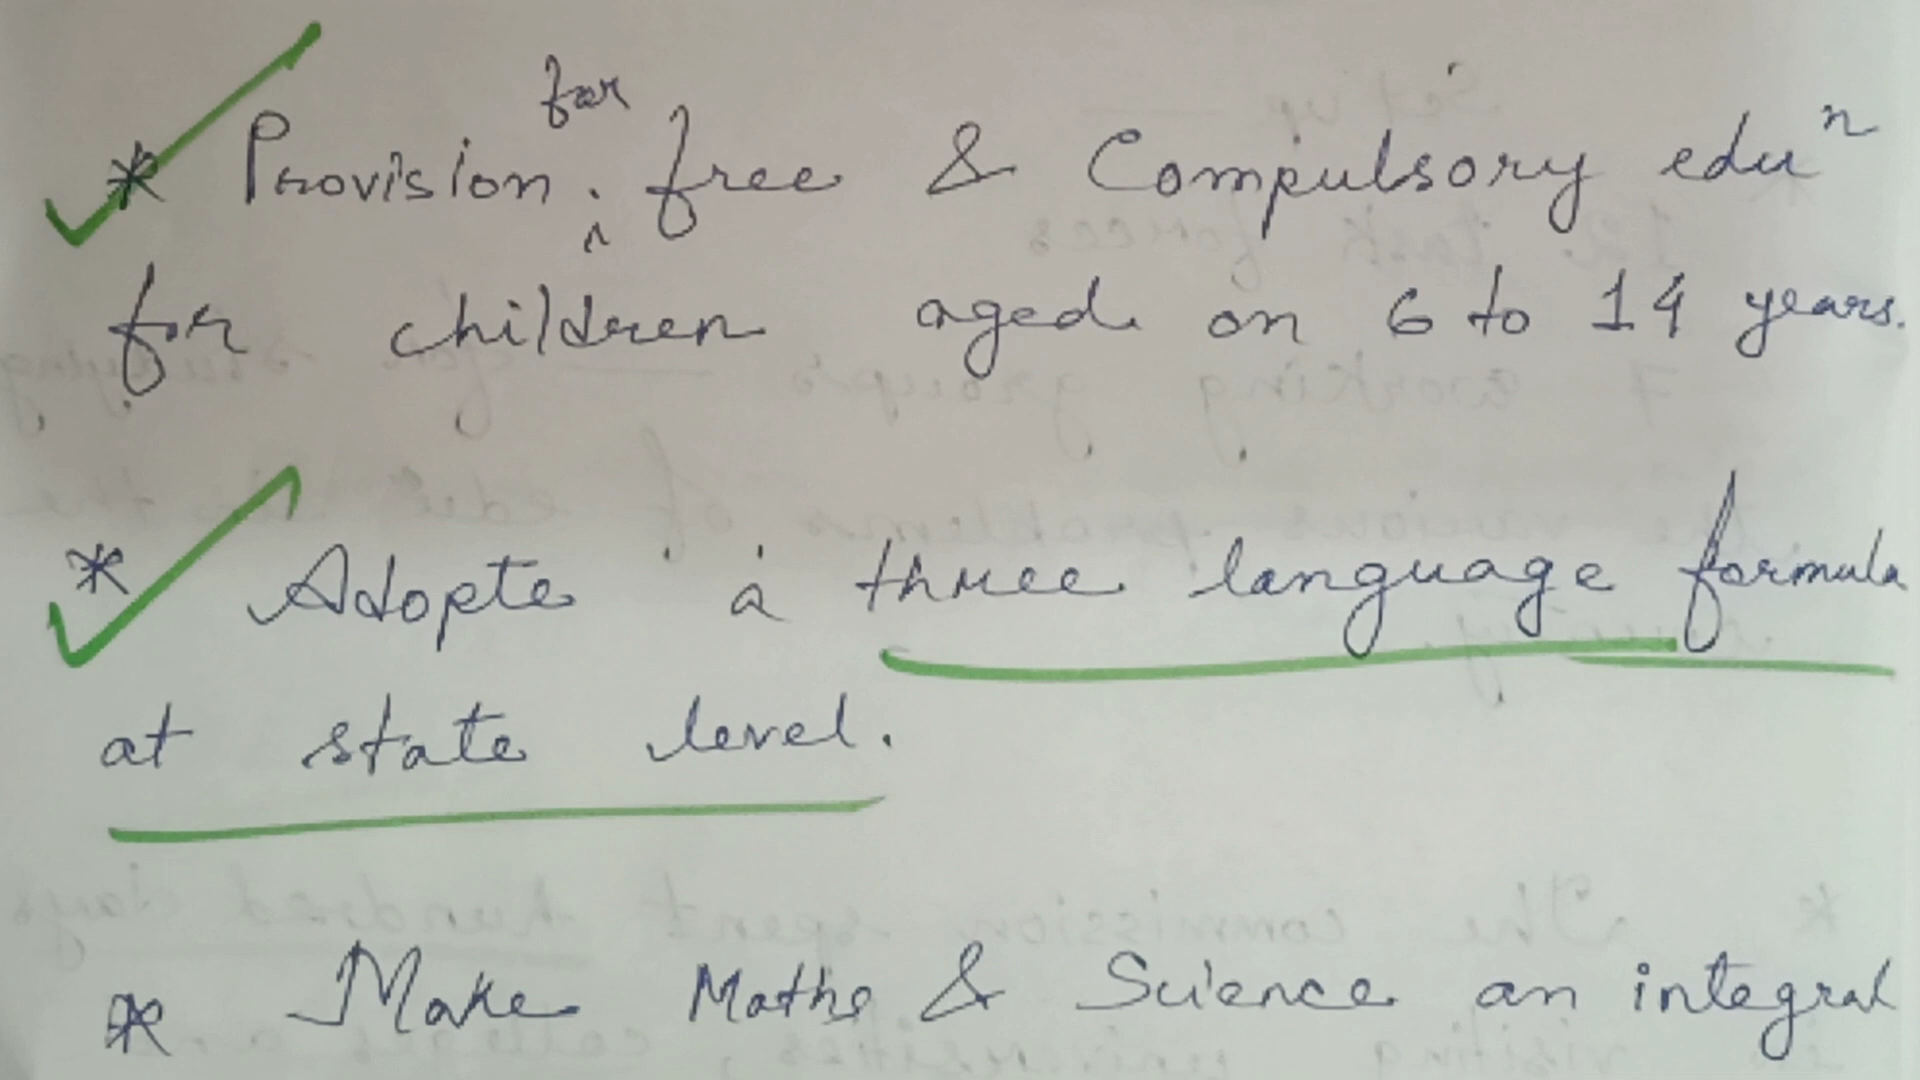 * Provision for free & Compulsory eduⁿ
for children aged on 6 to 14 years.
* Adopte a three language formula
at state level.
* Make Maths & Science an integral